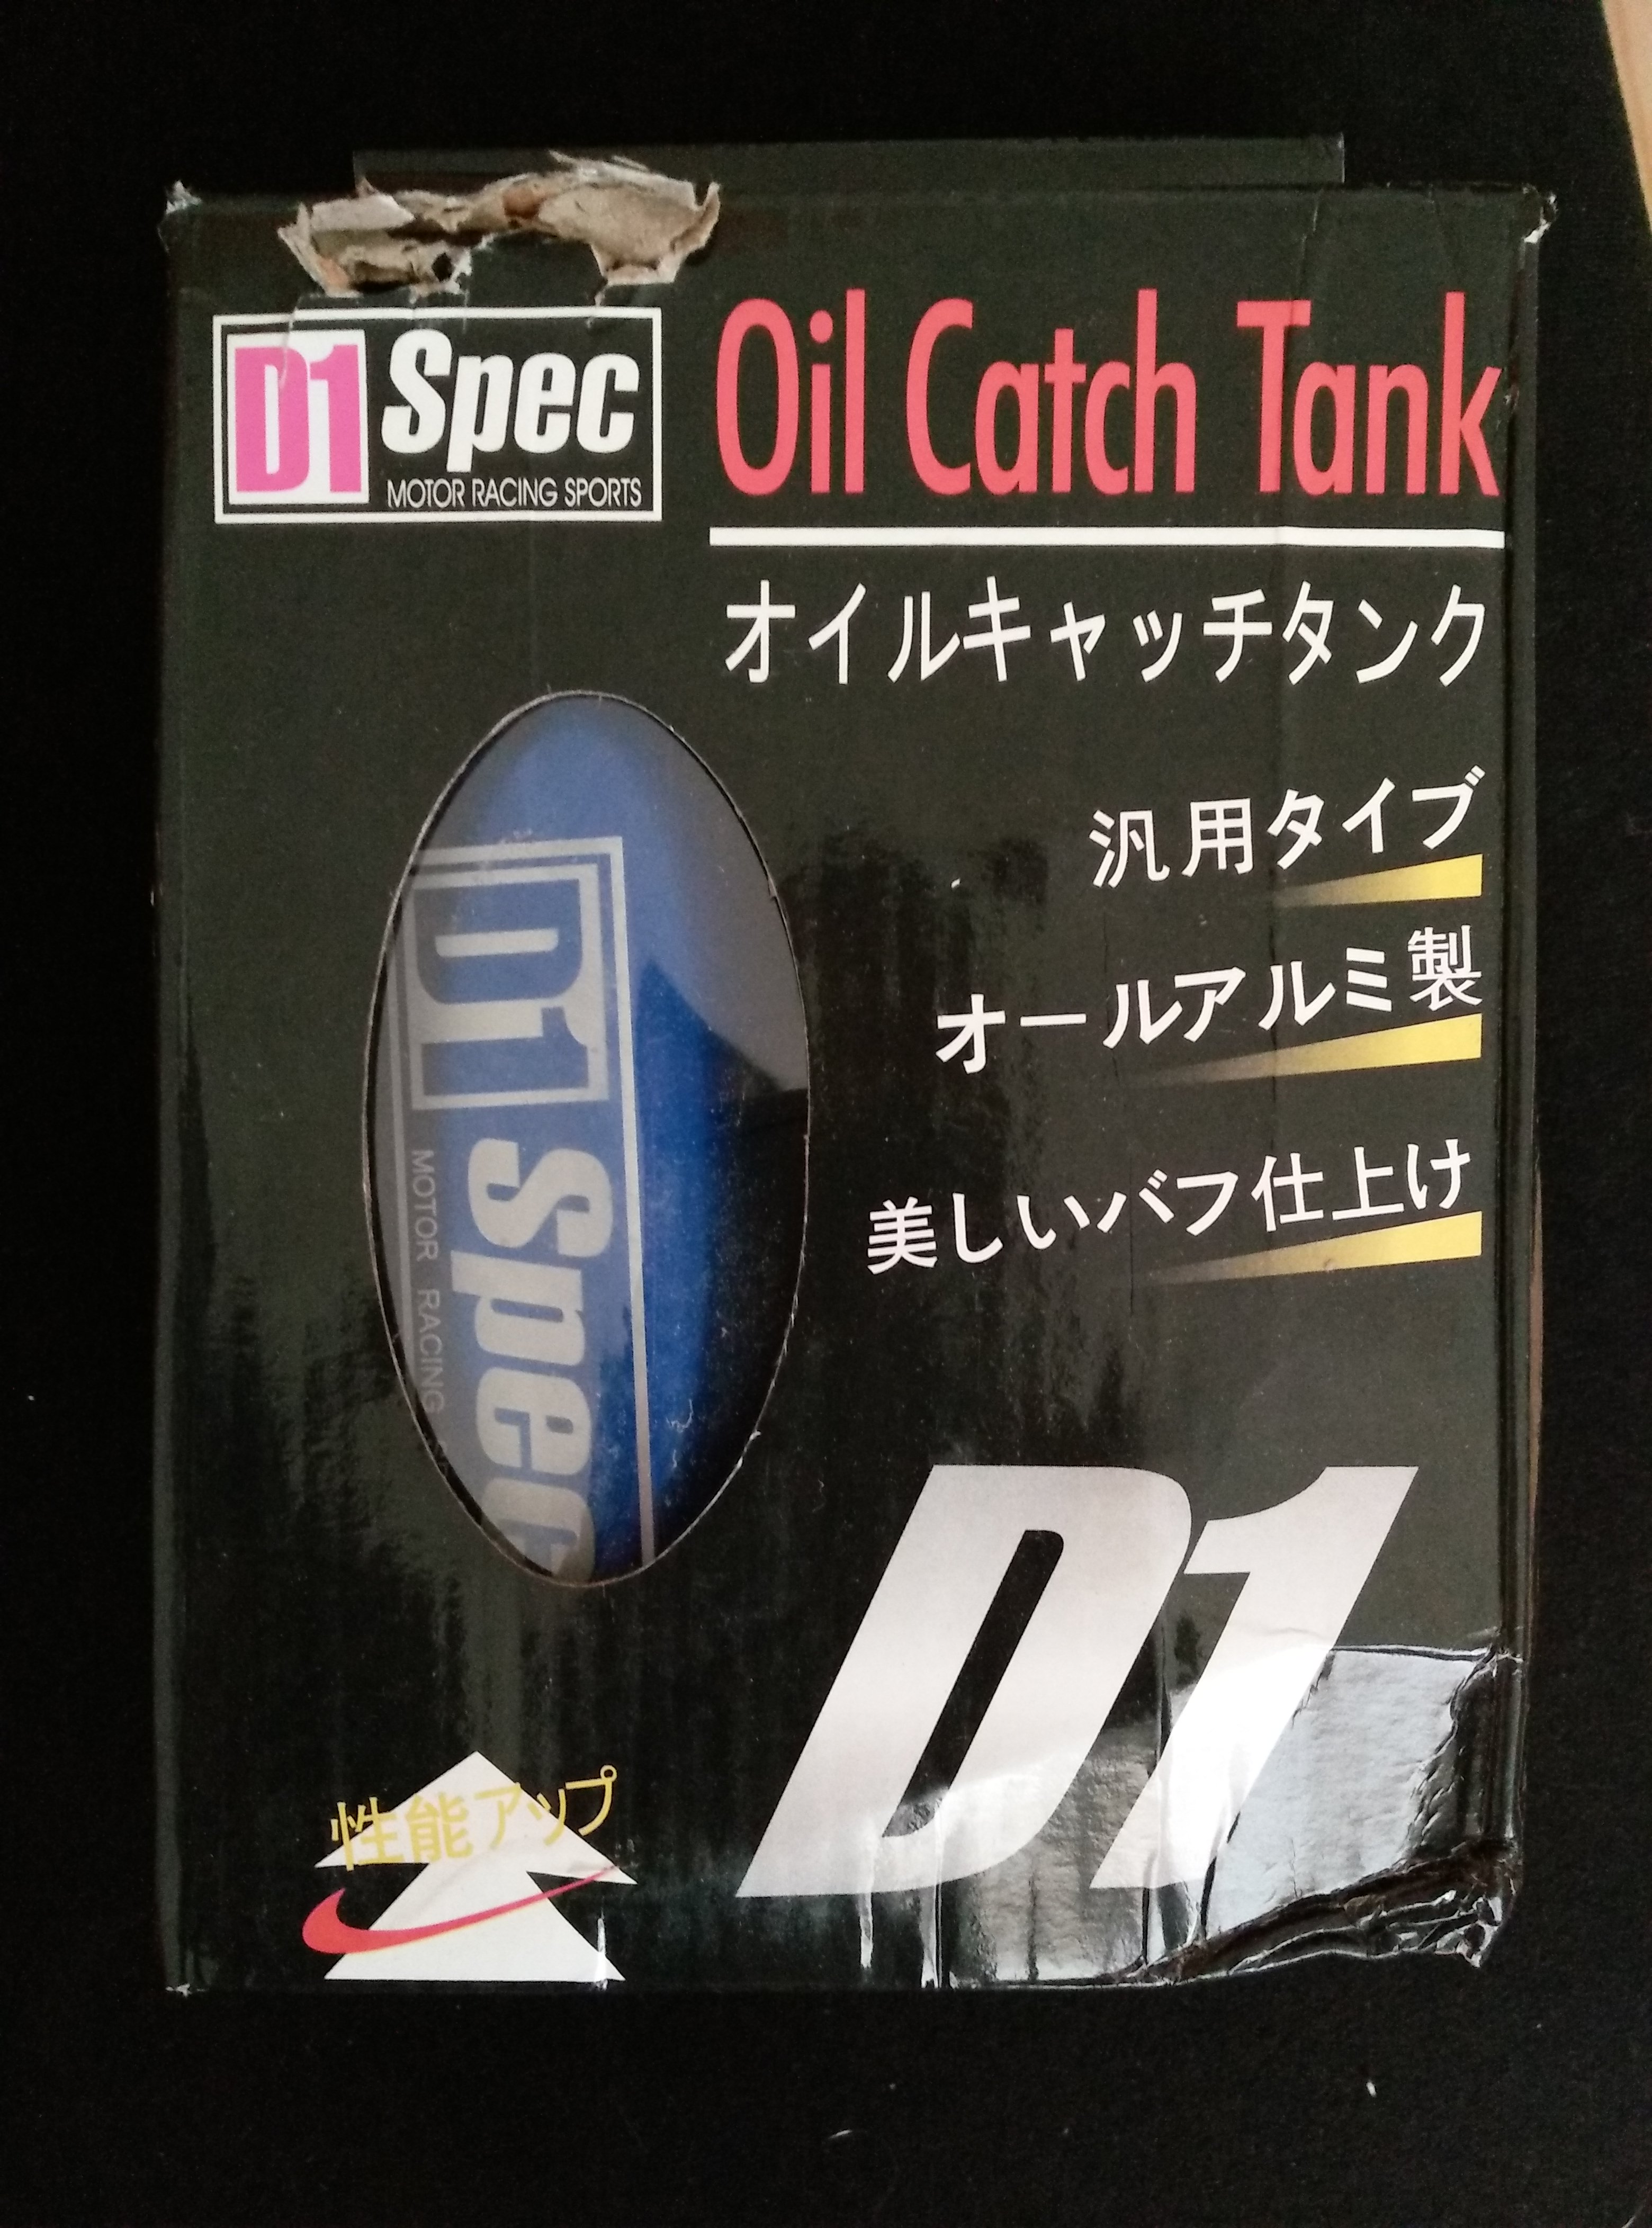 D1 Spec
MOTOR RACING SPORTS
Oil Catch Tank
オイルキャッチタンク
汎用タイプ
オールアルミ製
美しいバフ仕上げ
D1 Spec
MOTOR RACING
D1
性能アップ